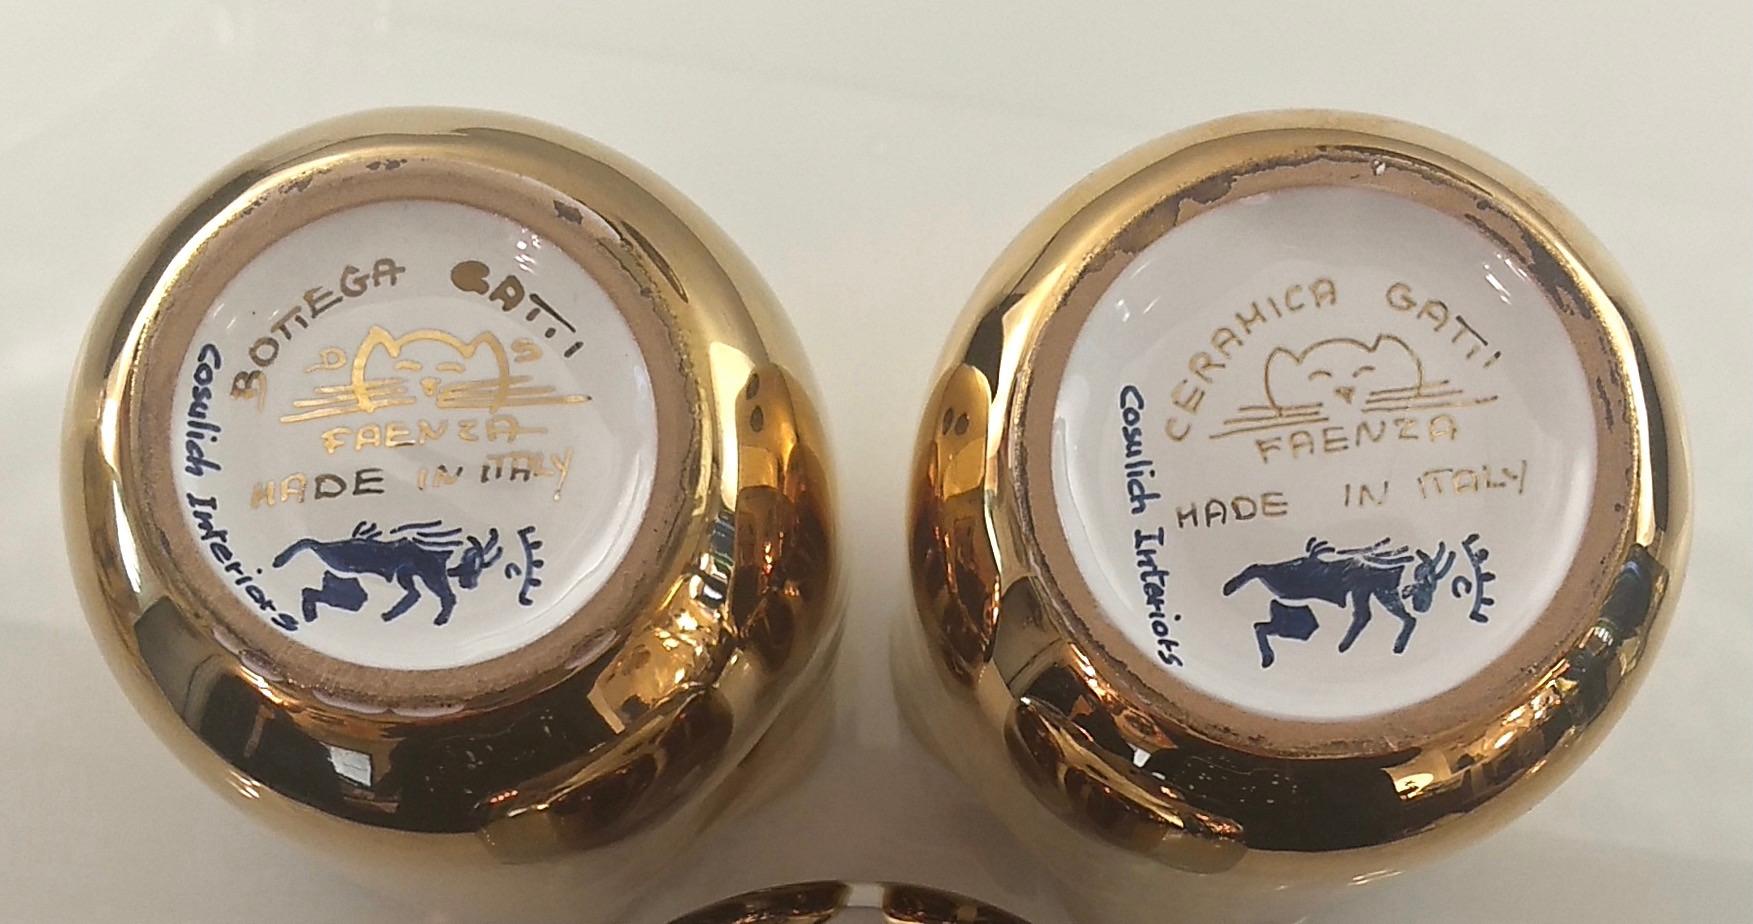 BOTTEGA GATTI
D S
FAENZA
MADE IN ITALY
Cosulich Interiors
CERAMICA GATTI
FAENZA
MADE IN ITALY
Cosulich Interiors